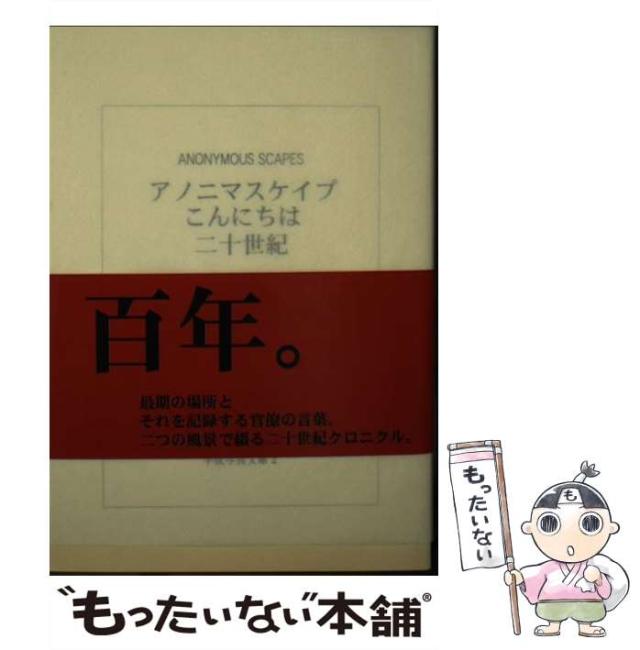 ANONYMOUS SCAPES
アノニマスケイプ
こんにちは
二十世紀
百年。
最期の場所と
それを記録する官僚の言葉。
二つの風景で綴る二十世紀クロニクル。
も
もったいない
"もったいない"本舗®